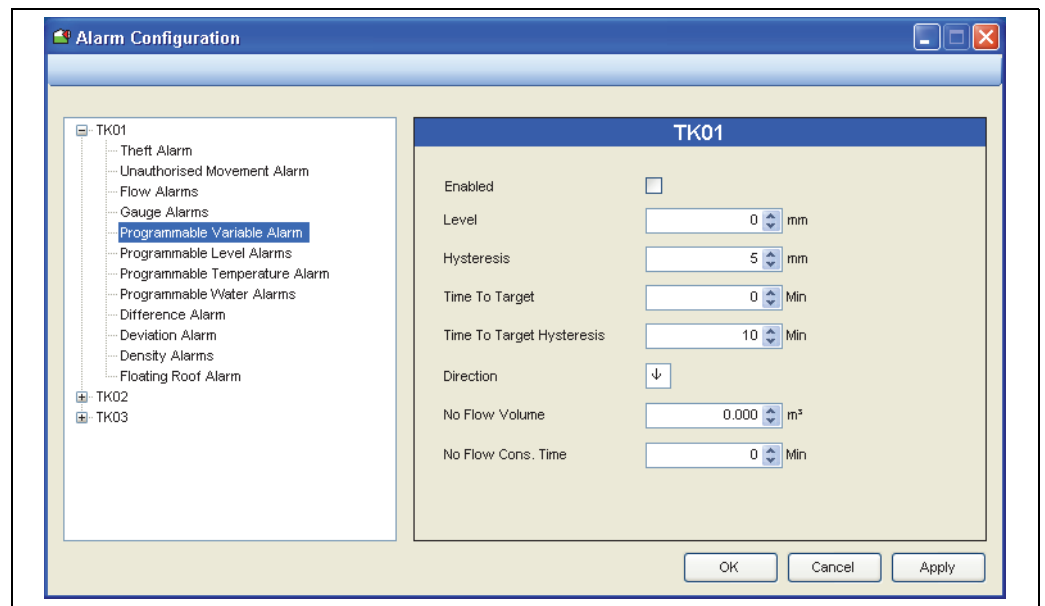 Alarm Configuration
TK01
Theft Alarm
Unauthorised Movement Alarm
Flow Alarms
Gauge Alarms
Programmable Variable Alarm
Programmable Level Alarms
Programmable Temperature Alarm
Programmable Water Alarms
Difference Alarm
Deviation Alarm
Density Alarms
Floating Roof Alarm
TK02
TK03
TK01
Enabled
Level 0 mm
Hysteresis 5 mm
Time To Target 0 Min
Time To Target Hysteresis 10 Min
Direction ↓
No Flow Volume 0.000 m³
No Flow Cons. Time 0 Min
OK Cancel Apply